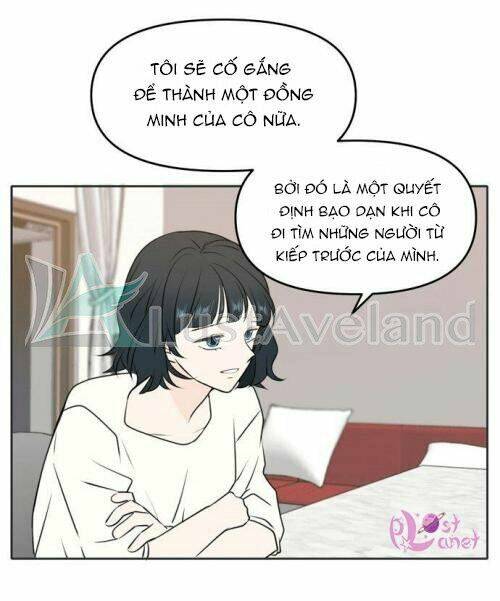 TÔI SẼ CỐ GẮNG
ĐỂ THÀNH MỘT ĐỒNG
MINH CỦA CÔ NỮA.
BỞI ĐÓ LÀ MỘT QUYẾT
ĐỊNH BẠO DẠN KHI CÔ
ĐI TÌM NHỮNG NGƯỜI TỪ
KIẾP TRƯỚC CỦA MÌNH.
LustAveland
Lost
Planet